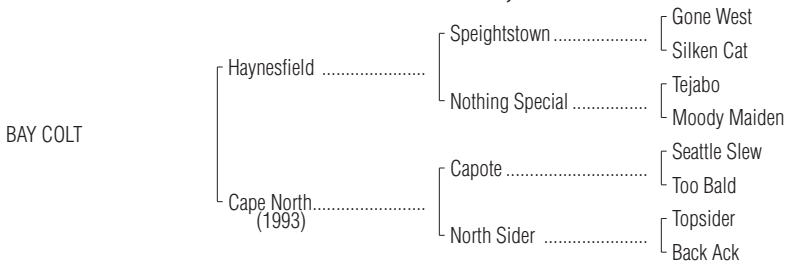 Gone West
Speightstown ....................
Silken Cat
Haynesfield ......................
Tejabo
Nothing Special ................
Moody Maiden
BAY COLT
Seattle Slew
Capote ..............................
Too Bald
Cape North........................
(1993)
Topsider
North Sider ......................
Back Ack